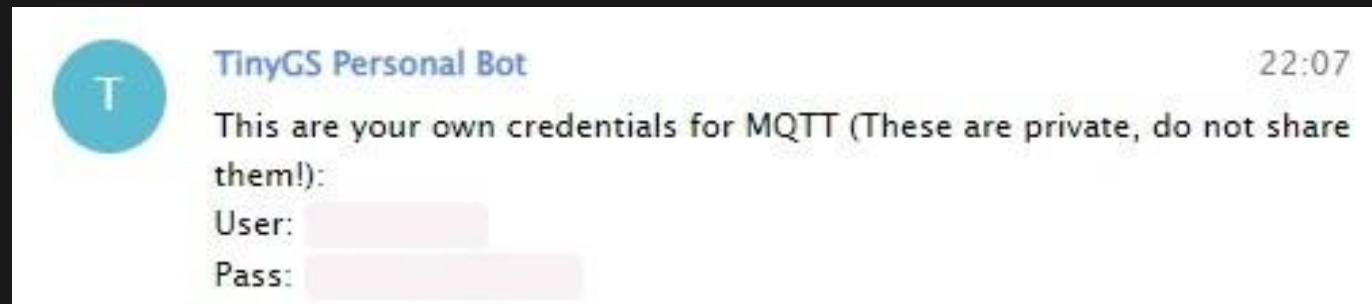 T
TinyGS Personal Bot 22:07
This are your own credentials for MQTT (These are private, do not share
them!):
User:
Pass: